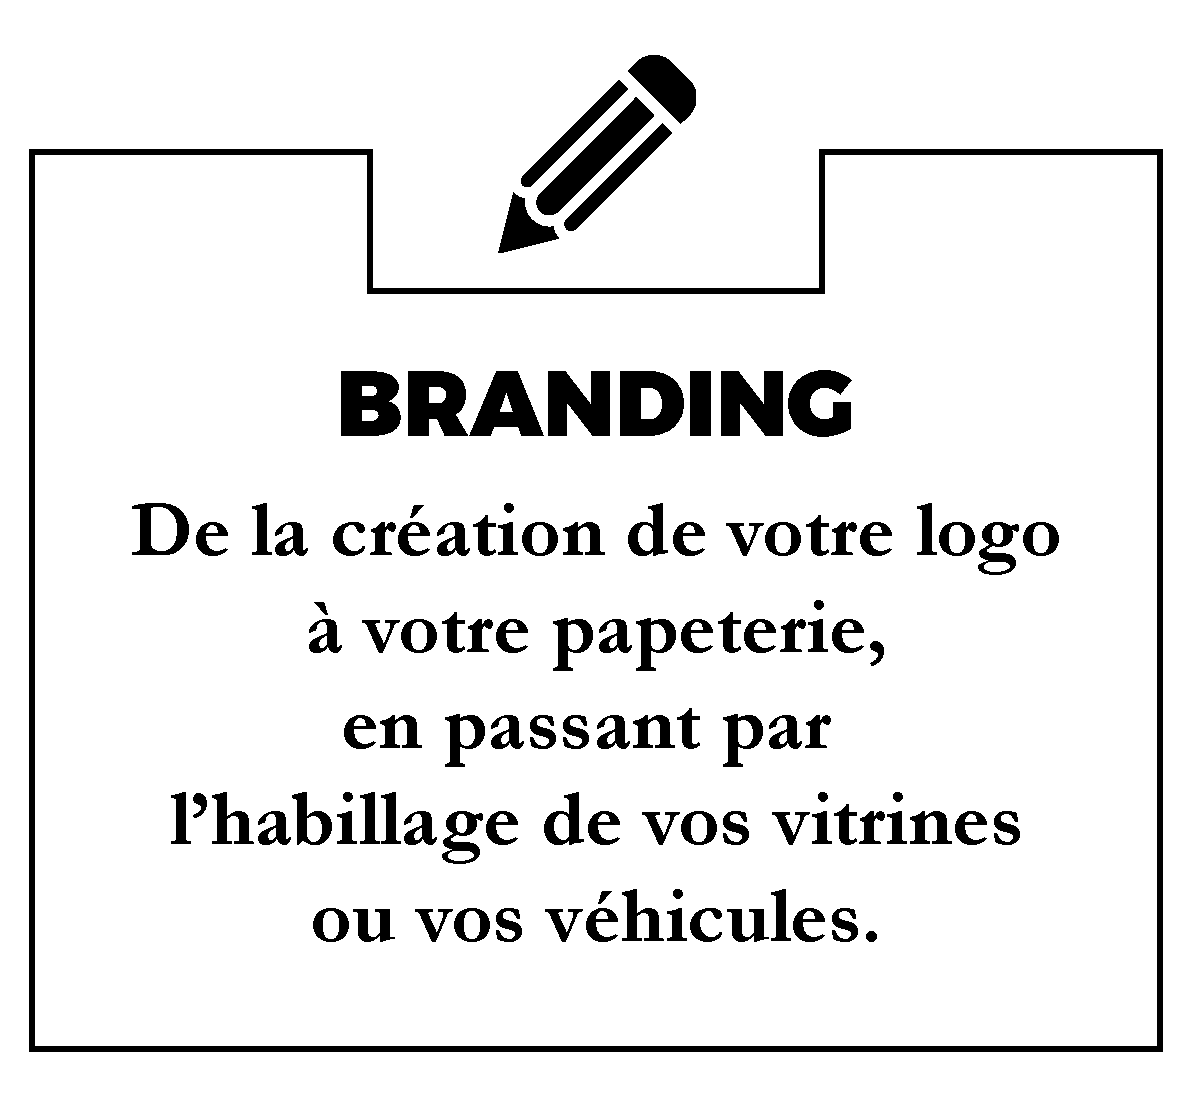 BRANDING
De la création de votre logo
à votre papeterie,
en passant par
l’habillage de vos vitrines
ou vos véhicules.